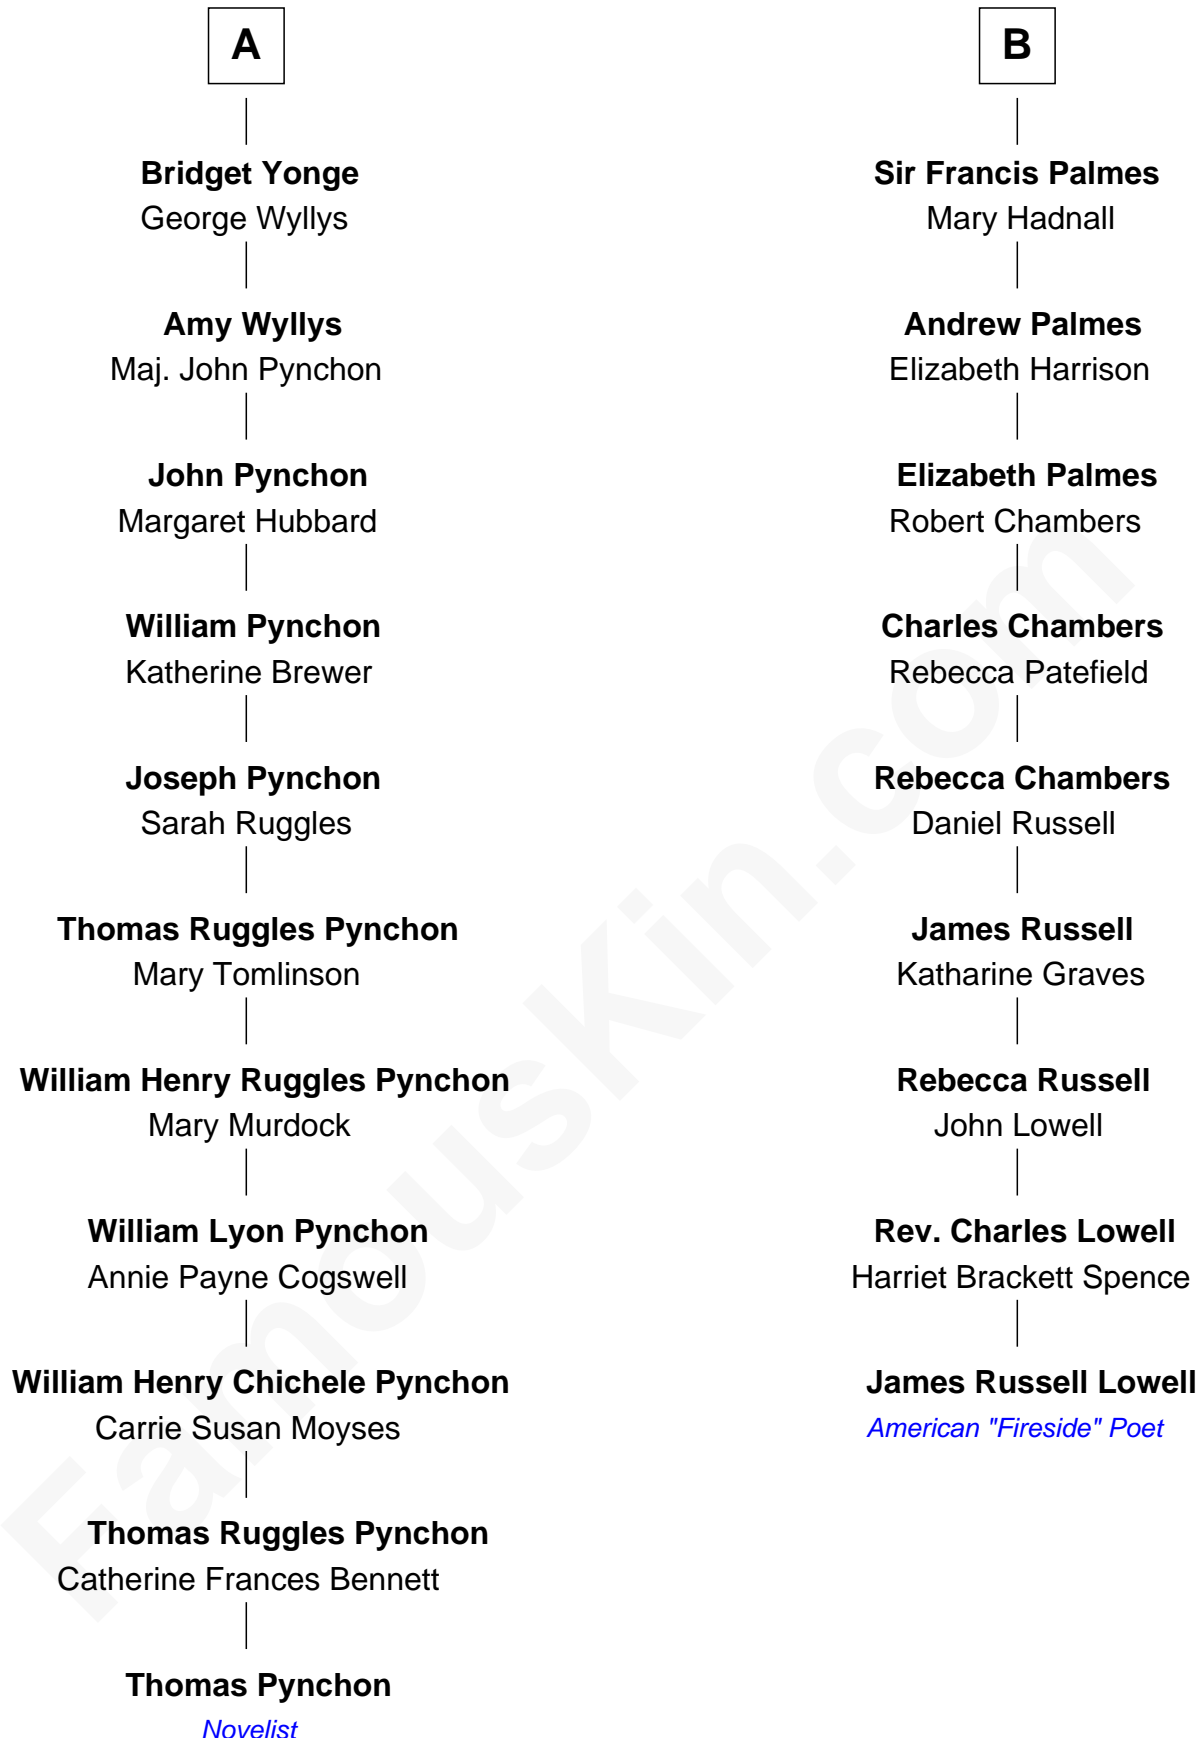 A
Bridget Yonge
George Wyllys
Amy Wyllys
Maj. John Pynchon
John Pynchon
Margaret Hubbard
William Pynchon
Katherine Brewer
Joseph Pynchon
Sarah Ruggles
Thomas Ruggles Pynchon
Mary Tomlinson
William Henry Ruggles Pynchon
Mary Murdock
William Lyon Pynchon
Annie Payne Cogswell
William Henry Chichele Pynchon
Carrie Susan Moyses
Thomas Ruggles Pynchon
Catherine Frances Bennett
Thomas Pynchon
Novelist
B
Sir Francis Palmes
Mary Hadnall
Andrew Palmes
Elizabeth Harrison
Elizabeth Palmes
Robert Chambers
Charles Chambers
Rebecca Patefield
Rebecca Chambers
Daniel Russell
James Russell
Katharine Graves
Rebecca Russell
John Lowell
Rev. Charles Lowell
Harriet Brackett Spence
James Russell Lowell
American "Fireside" Poet
FamousKin.com